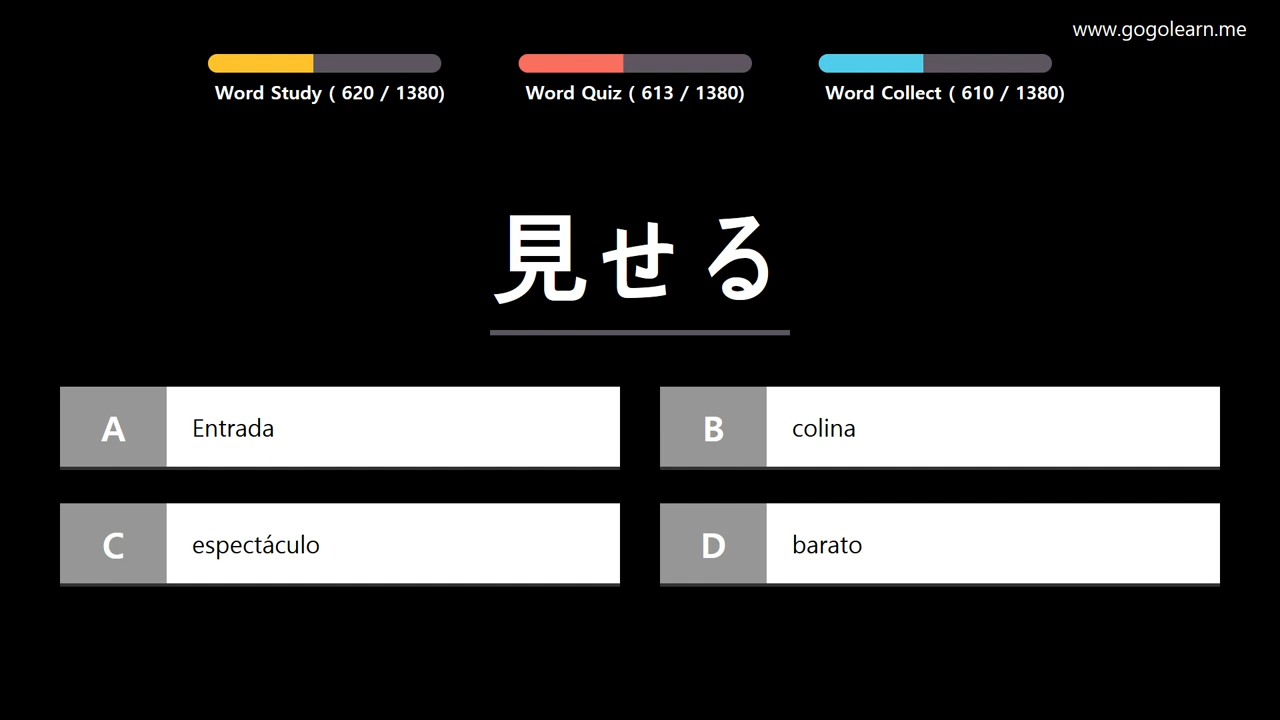 www.gogolearn.me
Word Study ( 620 / 1380)
Word Quiz ( 613 / 1380)
Word Collect ( 610 / 1380)
見せる
A Entrada
B colina
C espectáculo
D barato